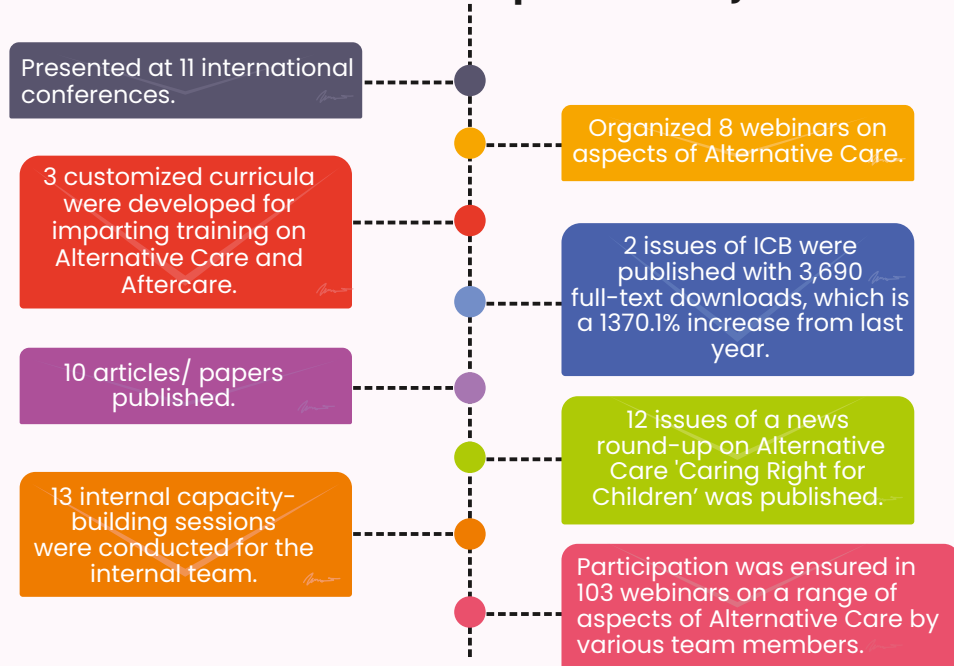 Presented at 11 international
conferences.
Organized 8 webinars on
aspects of Alternative Care.
3 customized curricula
were developed for
imparting training on
Alternative Care and
Aftercare.
2 issues of ICB were
published with 3,690
full-text downloads, which is
a 1370.1% increase from last
year.
10 articles/ papers
published.
12 issues of a news
round-up on Alternative
Care 'Caring Right for
Children’ was published.
13 internal capacity-
building sessions
were conducted for the
internal team.
Participation was ensured in
103 webinars on a range of
aspects of Alternative Care by
various team members.